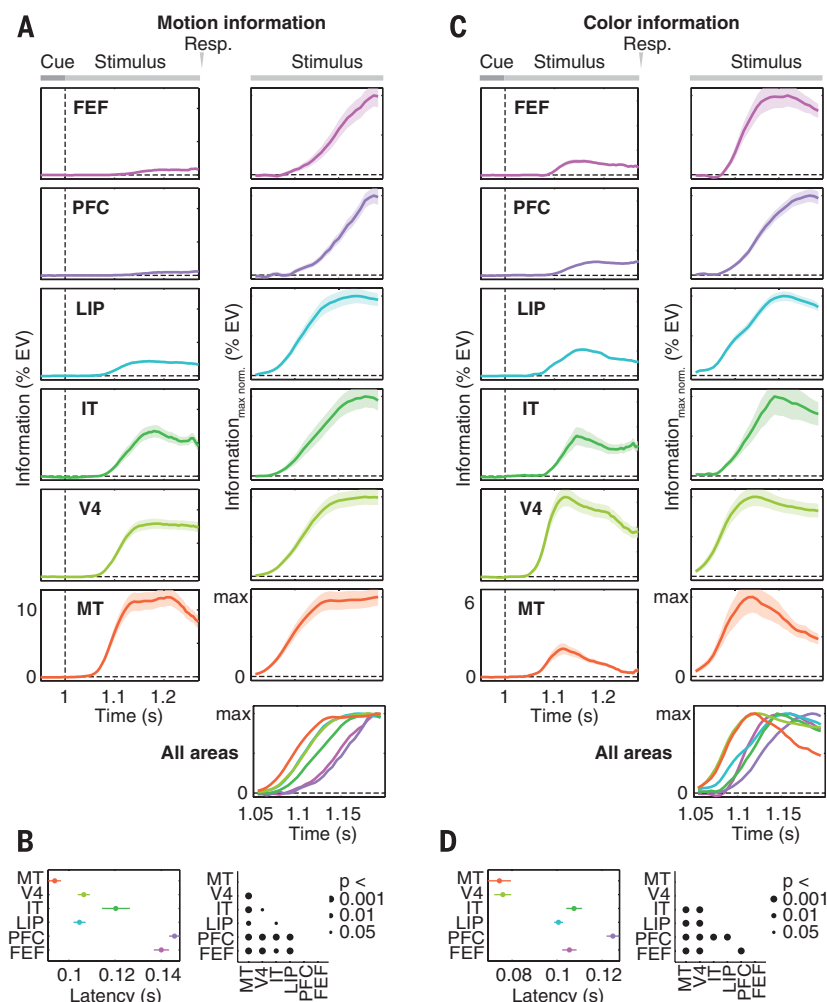 A
Motion information
Resp.
Cue
Stimulus
Stimulus
FEF
PFC
LIP
IT
V4
MT
Information (% EV)
Information max norm. (% EV)
10
0
max
0
1
1.1
1.2
Time (s)
All areas
max
0
1.05
1.1
1.15
Time (s)
C
Color information
Resp.
Cue
Stimulus
Stimulus
FEF
PFC
LIP
IT
V4
MT
Information (% EV)
Information max norm. (% EV)
6
0
max
0
1
1.1
1.2
Time (s)
All areas
max
0
1.05
1.1
1.15
Time (s)
B
MT
V4
IT
LIP
PFC
FEF
0.1
0.12
0.14
Latency (s)
MT
V4
IT
LIP
PFC
FEF
MT
V4
IT
LIP
PFC
FEF
p <
0.001
0.01
0.05
D
MT
V4
IT
LIP
PFC
FEF
0.08
0.1
0.12
Latency (s)
MT
V4
IT
LIP
PFC
FEF
MT
V4
IT
LIP
PFC
FEF
p <
0.001
0.01
0.05